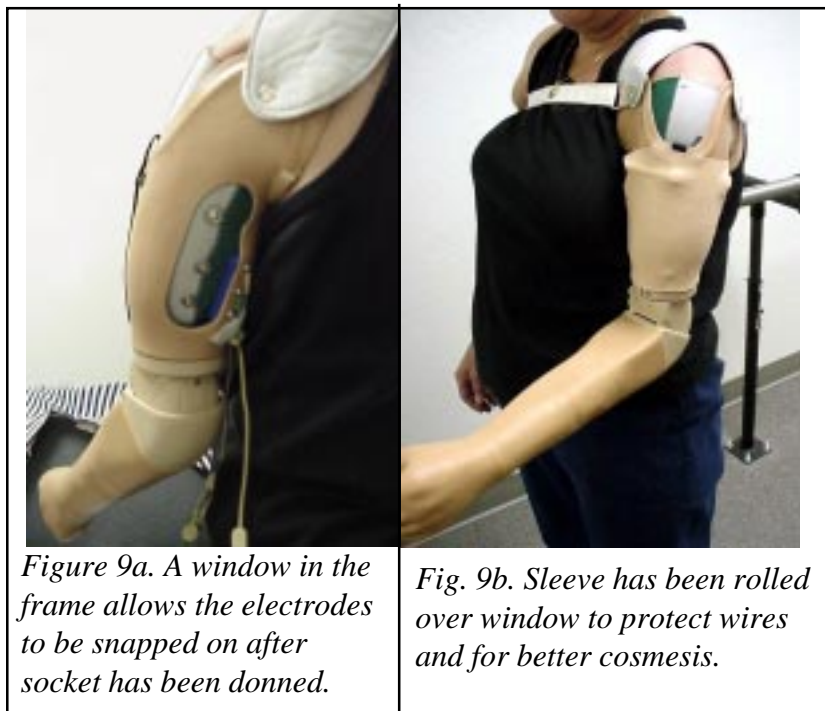 Figure 9a. A window in the
frame allows the electrodes
to be snapped on after
socket has been donned.
Fig. 9b. Sleeve has been rolled
over window to protect wires
and for better cosmesis.